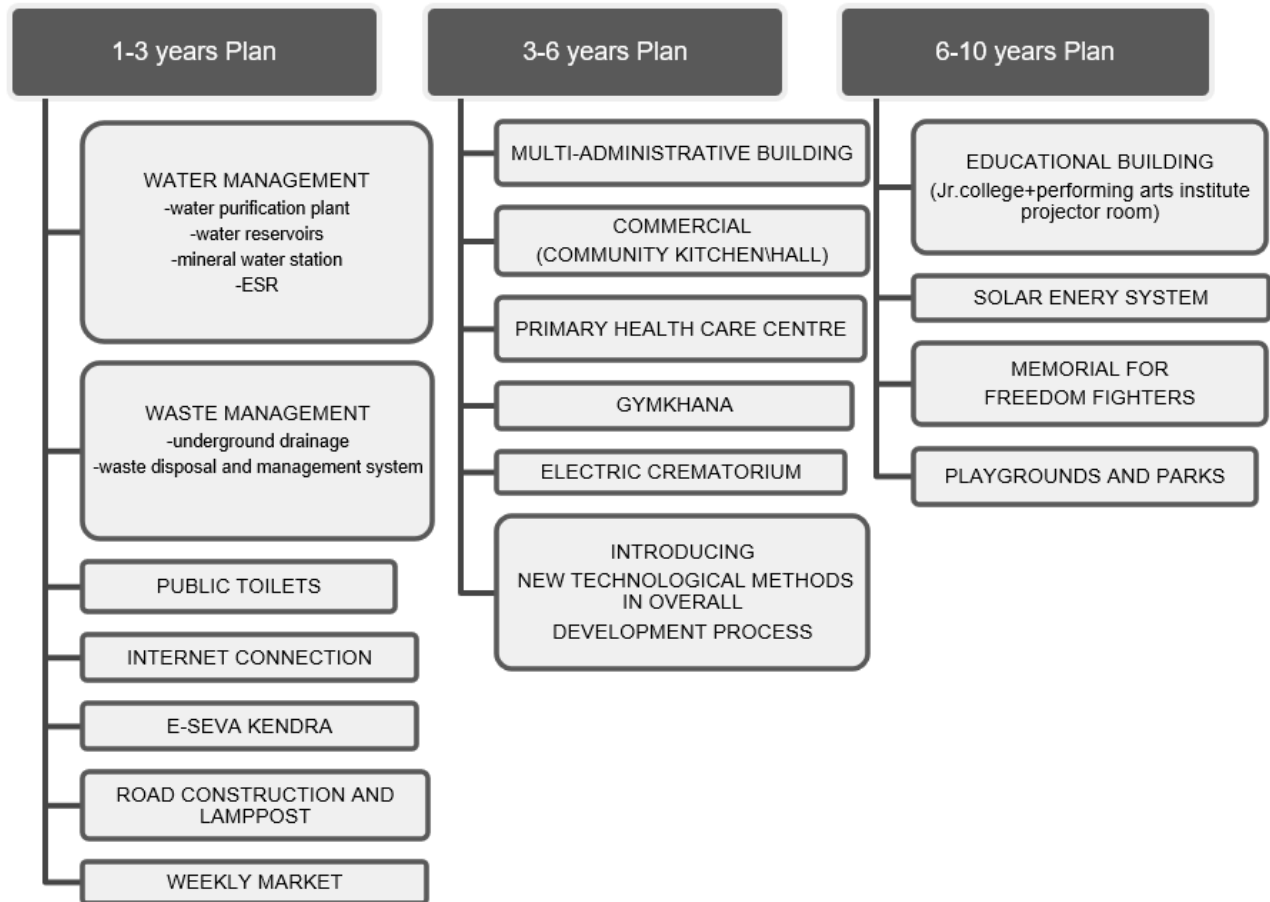 1-3 years Plan
WATER MANAGEMENT
-water purification plant
-water reservoirs
-mineral water station
-ESR
WASTE MANAGEMENT
-underground drainage
-waste disposal and management system
PUBLIC TOILETS
INTERNET CONNECTION
E-SEVA KENDRA
ROAD CONSTRUCTION AND
LAMPPOST
WEEKLY MARKET
3-6 years Plan
MULTI-ADMINISTRATIVE BUILDING
COMMERCIAL
(COMMUNITY KITCHEN\HALL)
PRIMARY HEALTH CARE CENTRE
GYMKHANA
ELECTRIC CREMATORIUM
INTRODUCING
NEW TECHNOLOGICAL METHODS
IN OVERALL
DEVELOPMENT PROCESS
6-10 years Plan
EDUCATIONAL BUILDING
(Jr.college+performing arts institute
projector room)
SOLAR ENERY SYSTEM
MEMORIAL FOR
FREEDOM FIGHTERS
PLAYGROUNDS AND PARKS